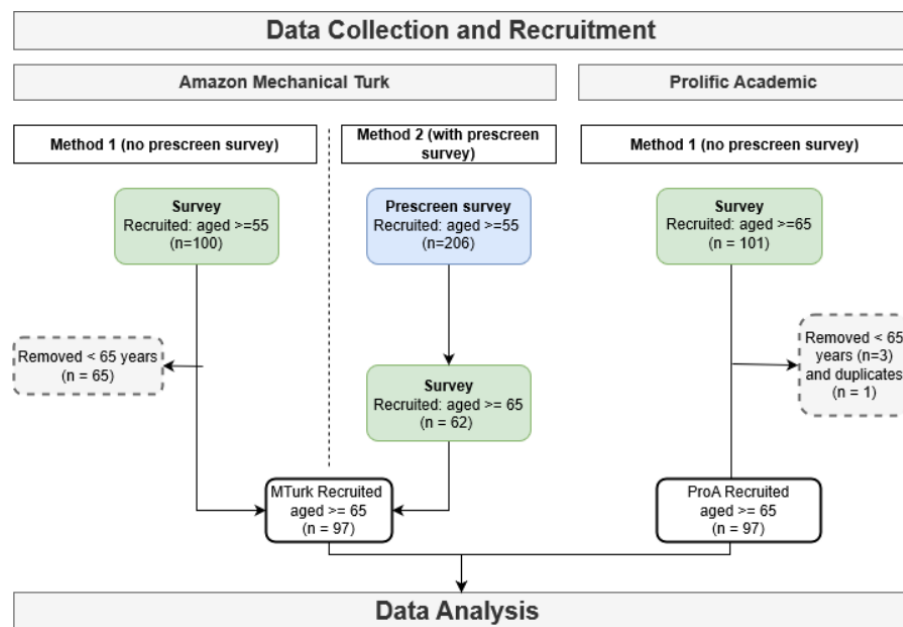 Data Collection and Recruitment
Amazon Mechanical Turk
Prolific Academic
Method 1 (no prescreen survey)
Method 2 (with prescreen
survey)
Method 1 (no prescreen survey)
Survey
Recruited: aged >=55
(n=100)
Prescreen survey
Recruited: aged >=55
(n=206)
Survey
Recruited: aged >=65
(n = 101)
Removed < 65 years
(n = 65)
Removed < 65
years (n=3)
and duplicates
(n = 1)
Survey
Recruited: aged >= 65
(n = 62)
MTurk Recruited
aged >= 65
(n = 97)
ProA Recruited
aged >= 65
(n = 97)
Data Analysis